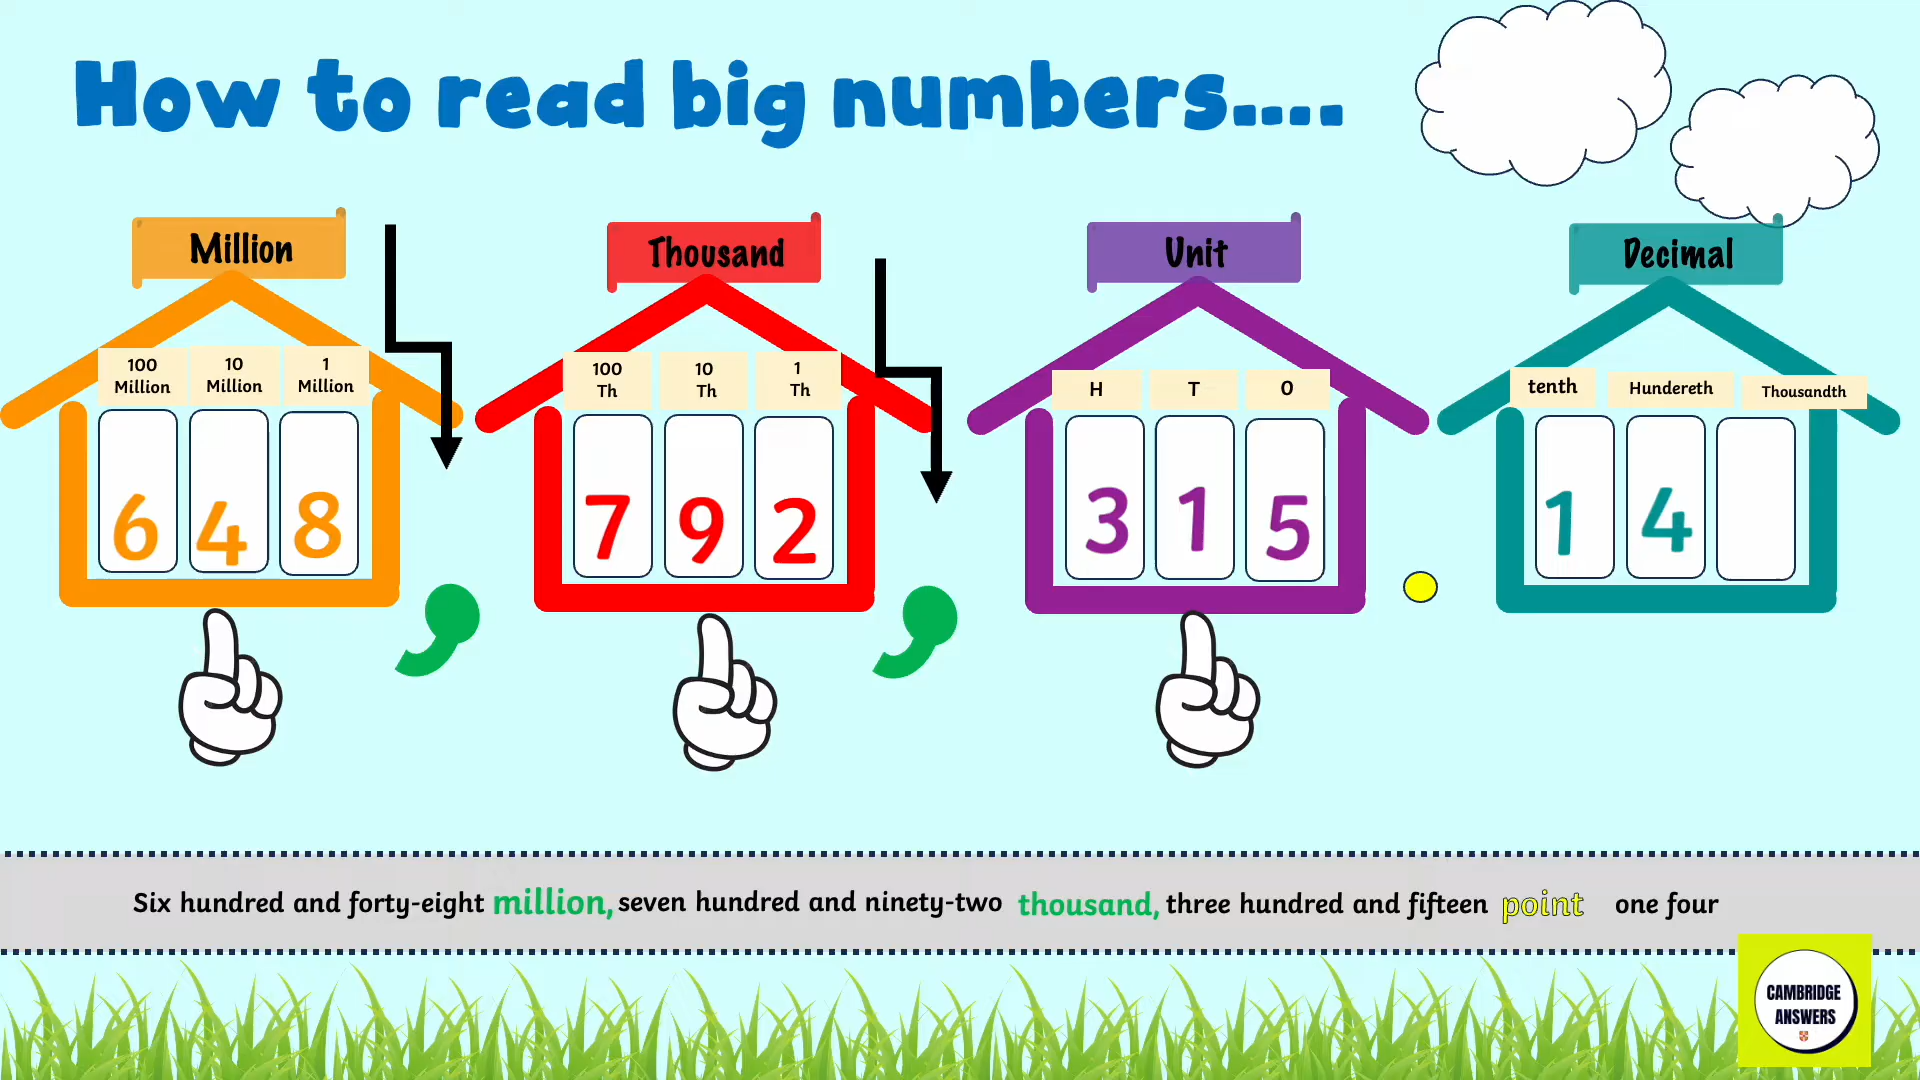 How to read big numbers....
Million
Thousand
Unit
Decimal
100 Million
10 Million
1 Million
100 Th
10 Th
1 Th
H
T
O
tenth
Hundereth
Thousandth
6 4 8
,
7 9 2
,
3 1 5
1 4
Six hundred and forty-eight million, seven hundred and ninety-two thousand, three hundred and fifteen point one four
CAMBRIDGE
ANSWERS